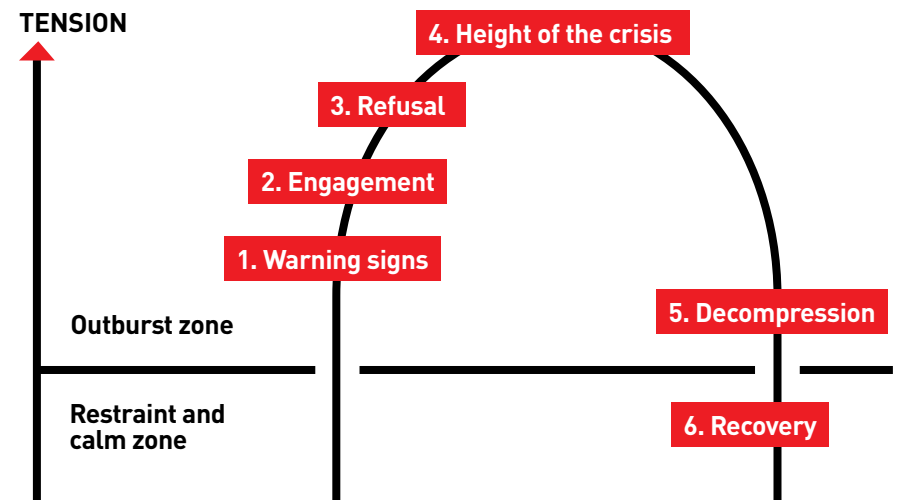 TENSION
4. Height of the crisis
3. Refusal
2. Engagement
1. Warning signs
5. Decompression
Outburst zone
Restraint and
calm zone
6. Recovery